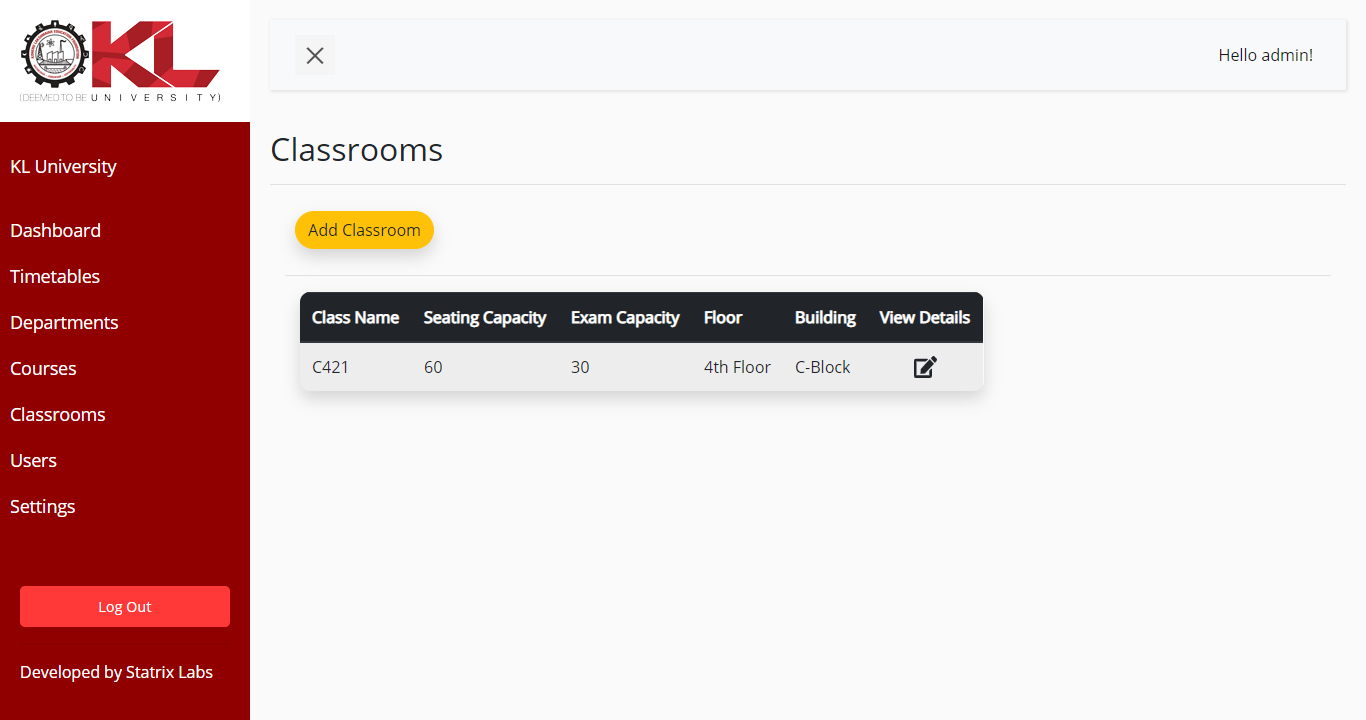 KL
(DEEMED TO BE UNIVERSITY)
KL University
Dashboard
Timetables
Departments
Courses
Classrooms
Users
Settings
Log Out
Developed by Statrix Labs
Hello admin!
Classrooms
Add Classroom
Class Name Seating Capacity Exam Capacity Floor Building View Details
C421 60 30 4th Floor C-Block